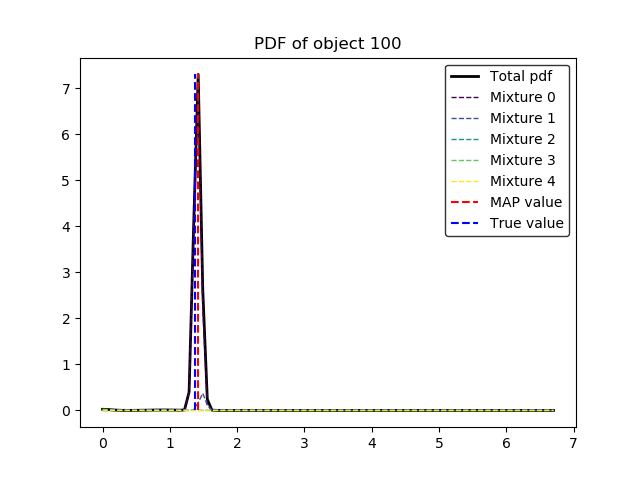 PDF of object 100
Total pdf
Mixture 0
Mixture 1
Mixture 2
Mixture 3
Mixture 4
MAP value
True value
7
6
5
4
3
2
1
0
0 1 2 3 4 5 6 7